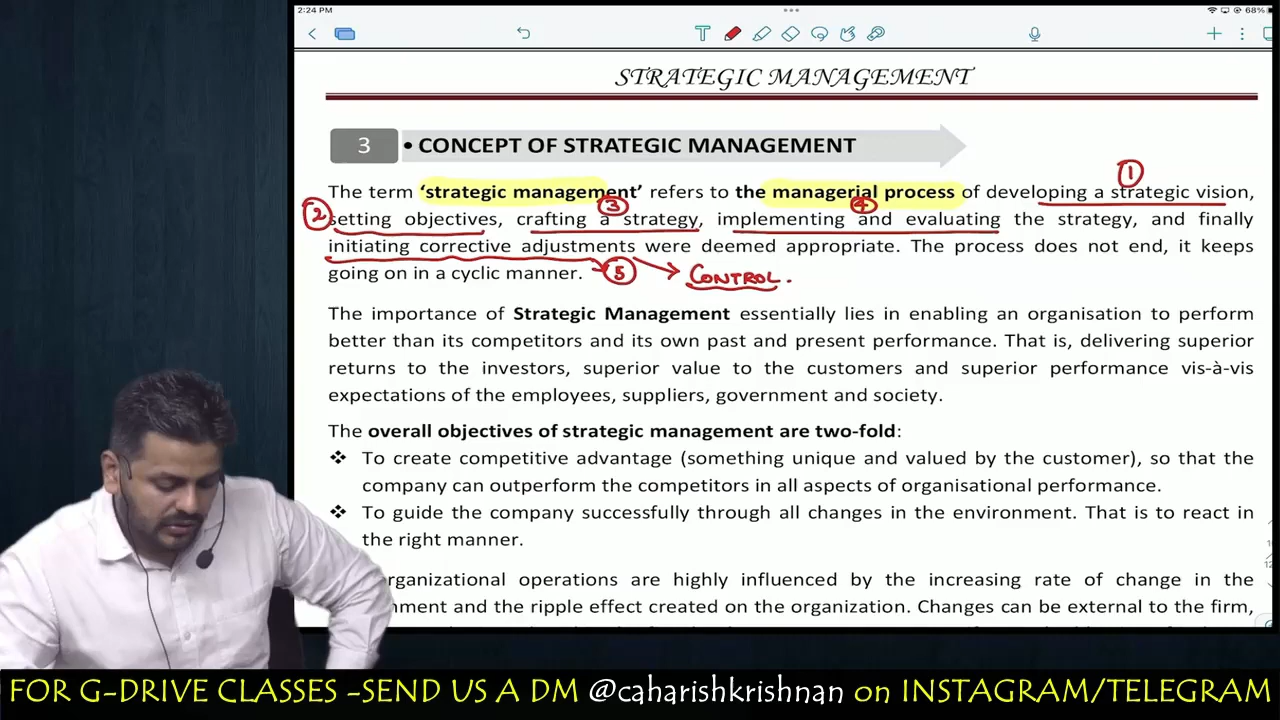 2:24 PM
68%
STRATEGIC MANAGEMENT
3 • CONCEPT OF STRATEGIC MANAGEMENT
①
The term ‘strategic management’ refers to the managerial process of developing a strategic vision,
② ③ ④
setting objectives, crafting a strategy, implementing and evaluating the strategy, and finally
initiating corrective adjustments were deemed appropriate. The process does not end, it keeps
going on in a cyclic manner. ⑤ CONTROL.
The importance of Strategic Management essentially lies in enabling an organisation to perform
better than its competitors and its own past and present performance. That is, delivering superior
returns to the investors, superior value to the customers and superior performance vis-à-vis
expectations of the employees, suppliers, government and society.
The overall objectives of strategic management are two-fold:
❖ To create competitive advantage (something unique and valued by the customer), so that the
company can outperform the competitors in all aspects of organisational performance.
❖ To guide the company successfully through all changes in the environment. That is to react in
the right manner.
organizational operations are highly influenced by the increasing rate of change in the
and the ripple effect created on the organization. Changes can be external to the firm,
FOR G-DRIVE CLASSES -SEND US A DM @caharishkrishnan on INSTAGRAM/TELEGRAM